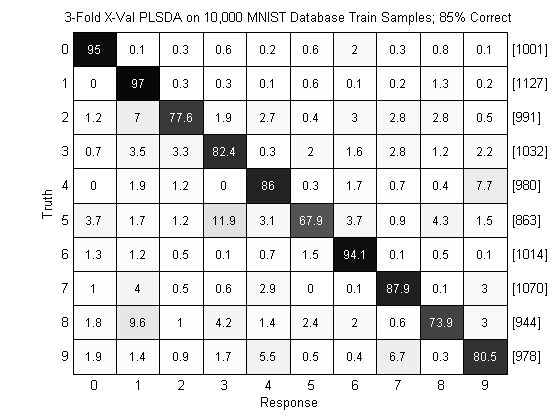 3-Fold X-Val PLSDA on 10,000 MNIST Database Train Samples; 85% Correct
0 95 0.1 0.3 0.6 0.2 0.6 2 0.3 0.8 0.1 [1001]
1 0 97 0.3 0.3 0.1 0.6 0.1 0.2 1.3 0.2 [1127]
2 1.2 7 77.6 1.9 2.7 0.4 3 2.8 2.8 0.5 [991]
3 0.7 3.5 3.3 82.4 0.3 2 1.6 2.8 1.2 2.2 [1032]
4 0 1.9 1.2 0 86 0.3 1.7 0.7 0.4 7.7 [980]
Truth
5 3.7 1.7 1.2 11.9 3.1 67.9 3.7 0.9 4.3 1.5 [863]
6 1.3 1.2 0.5 0.1 0.7 1.5 94.1 0.1 0.5 0.1 [1014]
7 1 4 0.5 0.6 2.9 0 0.1 87.9 0.1 3 [1070]
8 1.8 9.6 1 4.2 1.4 2.4 2 0.6 73.9 3 [944]
9 1.9 1.4 0.9 1.7 5.5 0.5 0.4 6.7 0.3 80.5 [978]
0 1 2 3 4 5 6 7 8 9
Response